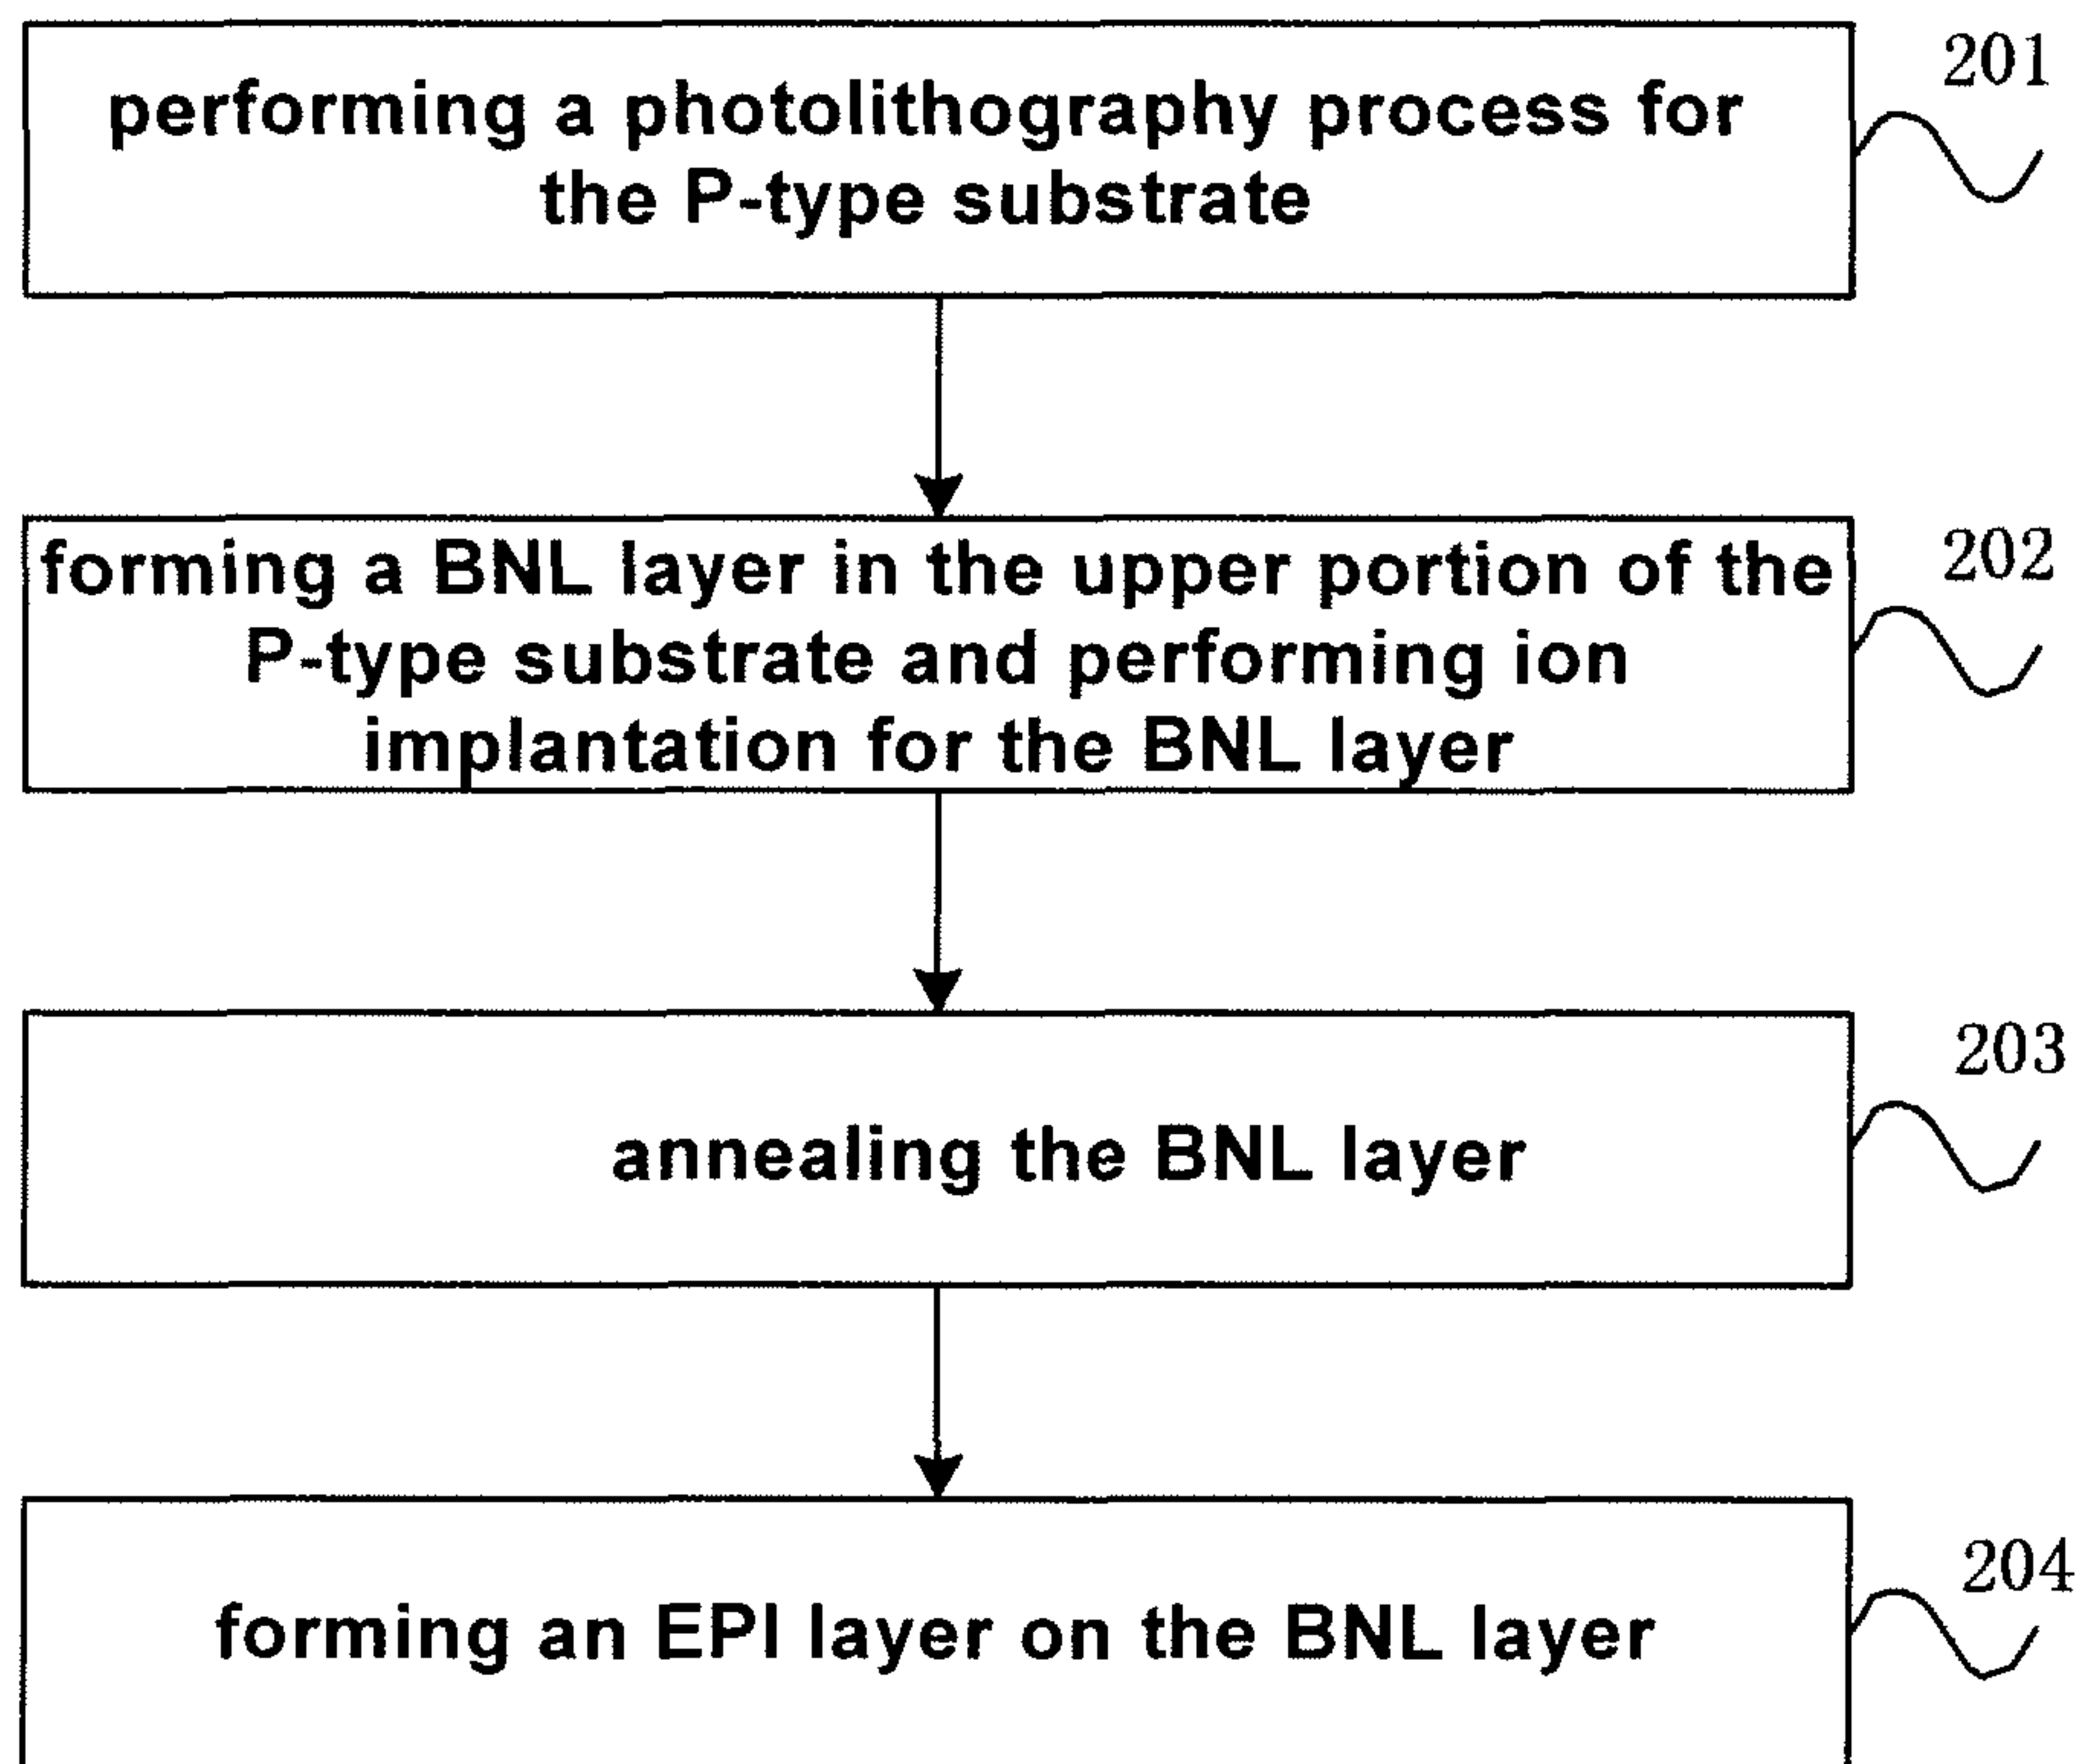 201
performing a photolithography process for
the P-type substrate
202
forming a BNL layer in the upper portion of the
P-type substrate and performing ion
implantation for the BNL layer
203
annealing the BNL layer
204
forming an EPI layer on the BNL layer